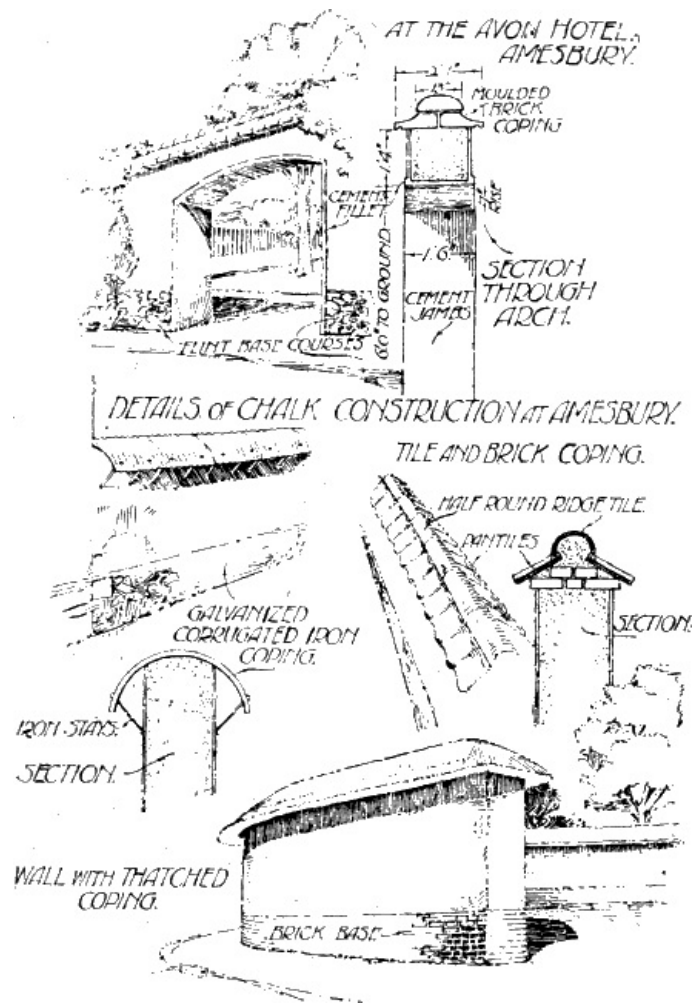 AT THE AVON HOTEL.
AMESBURY.
MOULDED
BRICK
COPING
1'.4"
CEMENT
FILLET
RISE
1'.6"
6'.0" TO GROUND
CEMENT
JAMBS
SECTION
THROUGH
ARCH.
FLINT BASE COURSES
DETAILS OF CHALK CONSTRUCTION AT AMESBURY.
TILE AND BRICK COPING.
HALF ROUND RIDGE TILE.
PANTILES
SECTION.
GALVANIZED
CORRUGATED IRON
COPING.
IRON STAYS.
SECTION.
WALL WITH THATCHED
COPING.
BRICK BASE